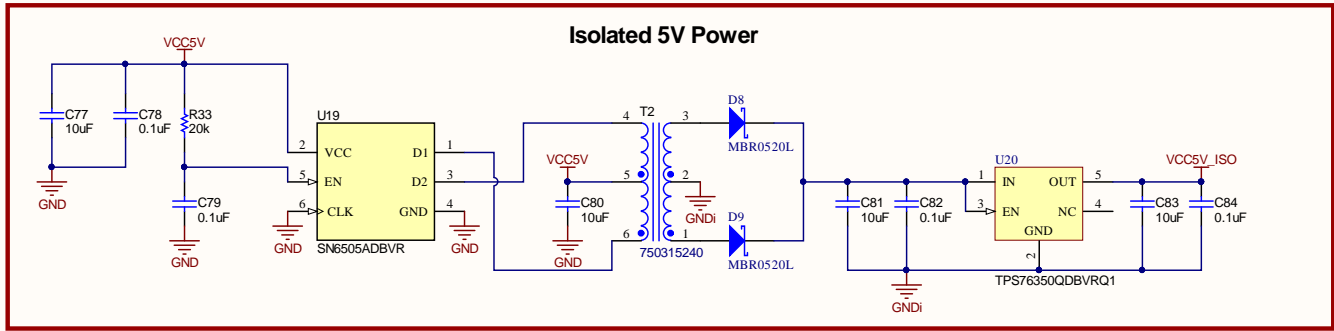 Isolated 5V Power
VCC5V
C77
10uF
C78
0.1uF
R33
20k
C79
0.1uF
GND
GND
GND
U19
2
VCC
5
EN
6
CLK
D1
1
D2
3
GND
4
SN6505ADBVR
GND
VCC5V
C80
10uF
GND
T2
4
5
6
3
2
1
GNDi
750315240
D8
MBR0520L
D9
MBR0520L
C81
10uF
C82
0.1uF
GNDi
U20
1
IN
3
EN
OUT
5
NC
4
GND
2
TPS76350QDBVRQ1
VCC5V_ISO
C83
10uF
C84
0.1uF